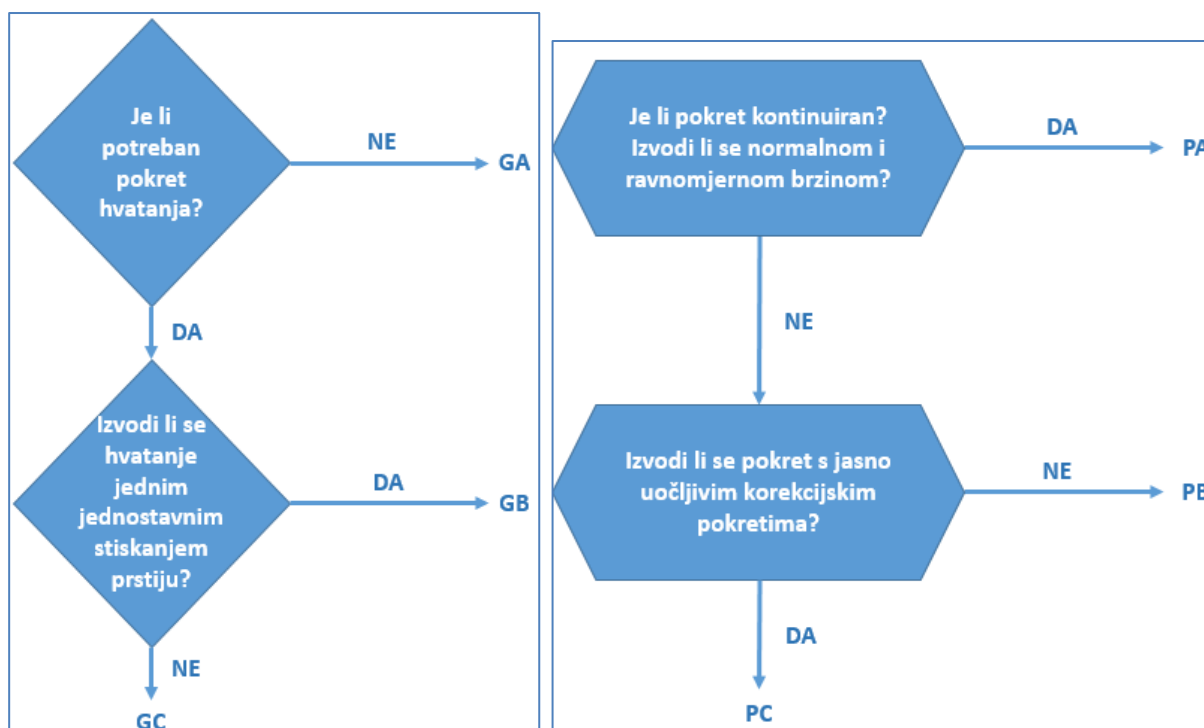 Je li
potreban
pokret
hvatanja?
NE
GA
DA
Izvodi li se
hvatanje
jednim
jednostavnim
stiskanjem
prstiju?
DA
GB
NE
GC
Je li pokret kontinuiran?
Izvodi li se normalnom i
ravnomjernom brzinom?
DA
PA
NE
Izvodi li se pokret s jasno
uočljivim korekcijskim
pokretima?
NE
PB
DA
PC